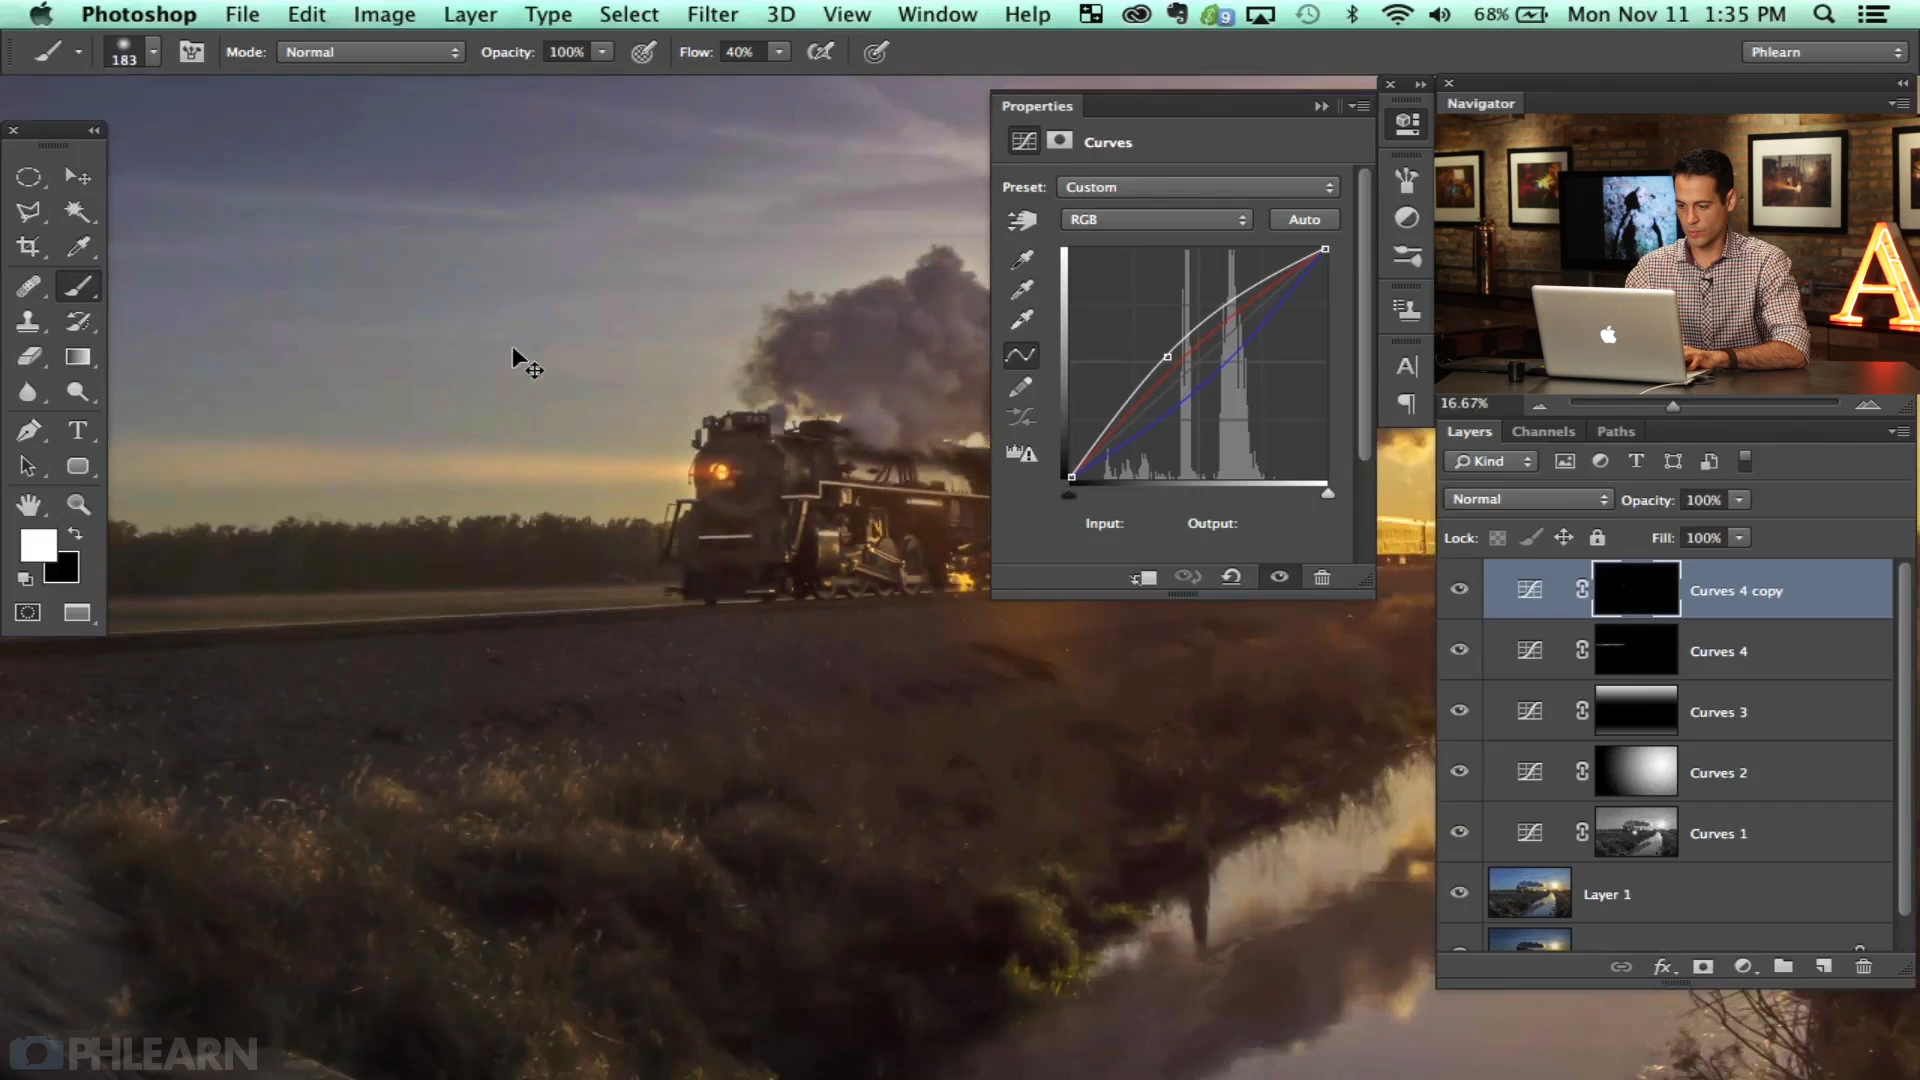 Photoshop File Edit Image Layer Type Select Filter 3D View Window Help 9 68% Mon Nov 11 1:35 PM
183 Mode: Normal Opacity: 100% Flow: 40% Phlearn
Properties
Curves
Preset: Custom
RGB Auto
Input: Output:
Navigator
A
16.67%
A
Layers Channels Paths
Kind T
Normal Opacity: 100%
Lock: Fill: 100%
Curves 4 copy
Curves 4
Curves 3
Curves 2
Curves 1
Layer 1
fx
T
PHLEARN